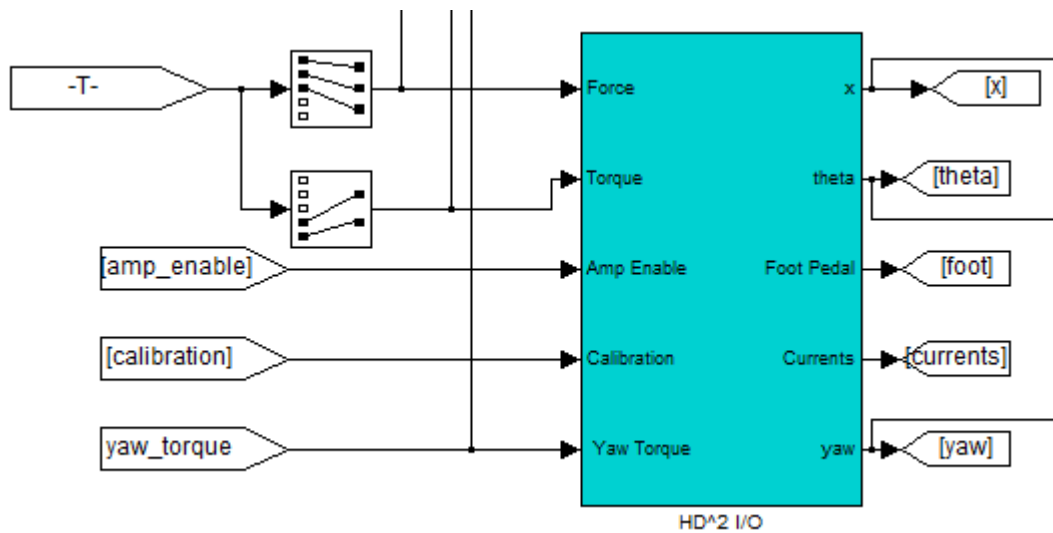 -T-
Force
x
[x]
Torque
theta
[theta]
[amp_enable]
Amp Enable
Foot Pedal
[foot]
[calibration]
Calibration
Currents
[currents]
yaw_torque
Yaw Torque
yaw
[yaw]
HD^2 I/O